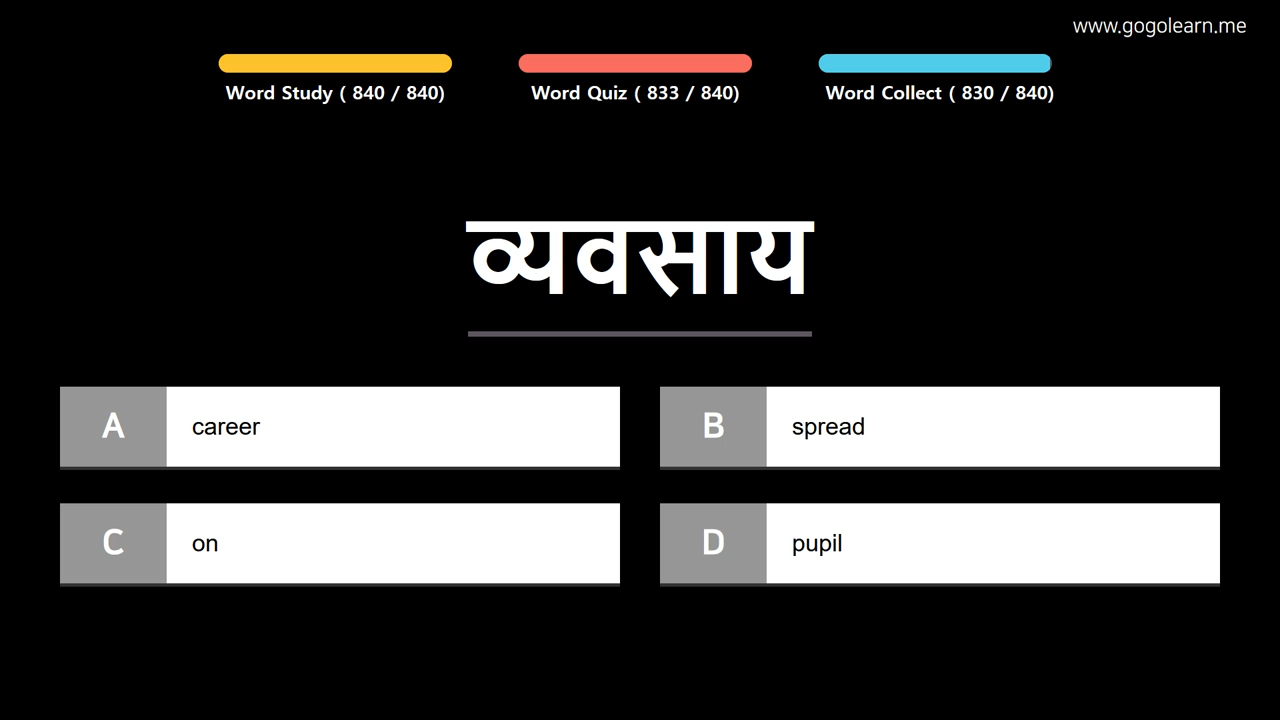 www.gogolearn.me
Word Study ( 840 / 840)
Word Quiz ( 833 / 840)
Word Collect ( 830 / 840)
व्यवसाय
A career
B spread
C on
D pupil